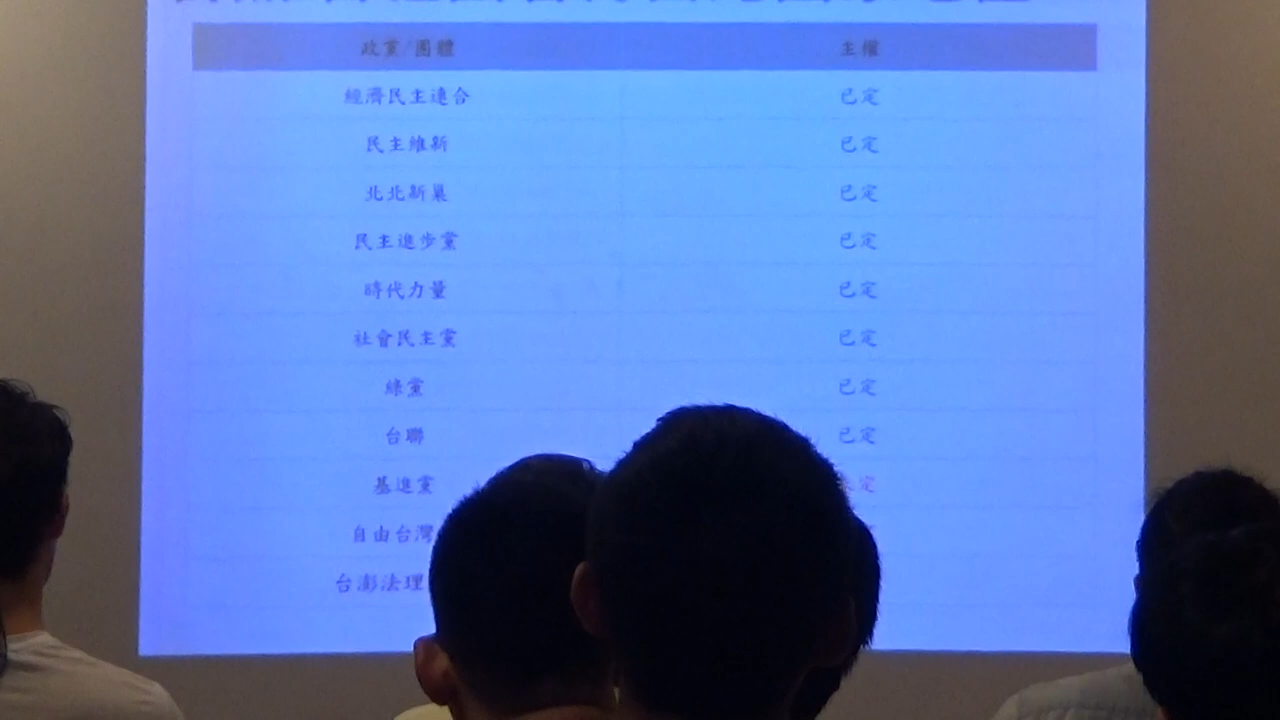 政黨/團體 主權
經濟民主連合 已定
民主維新 已定
北北新巢 已定
民主進步黨 已定
時代力量 已定
社會民主黨 已定
綠黨 已定
台聯 已定
基進黨 定
自由台灣
台澎法理